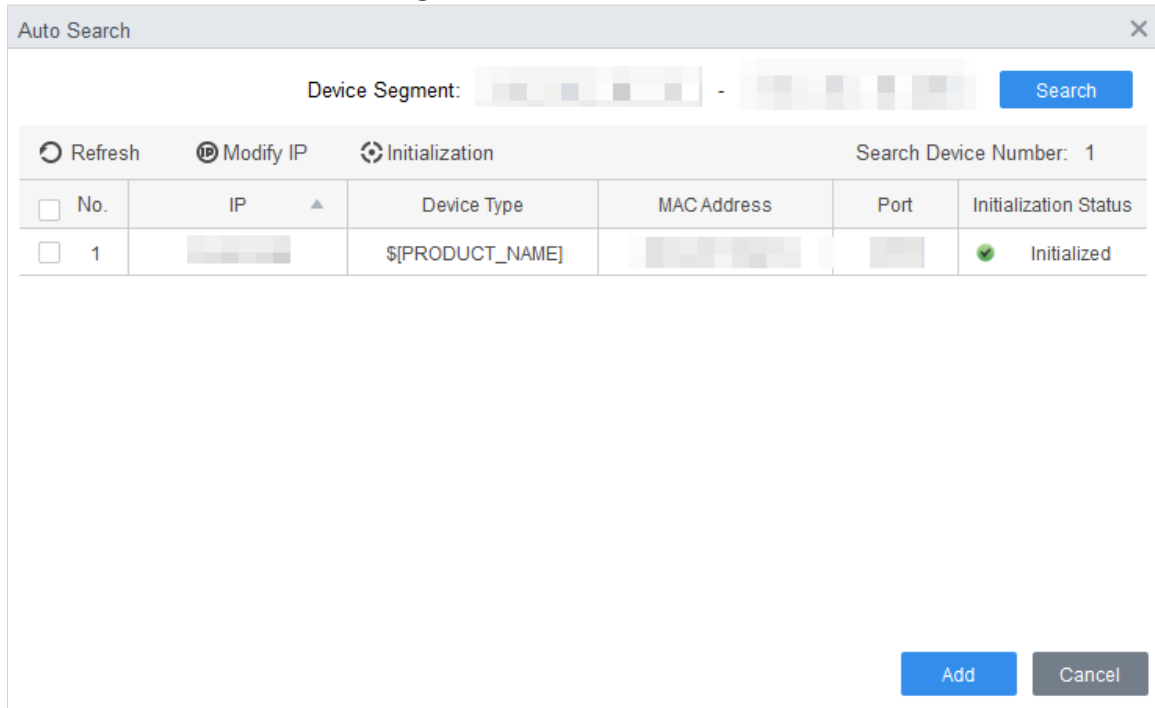 Auto Search
Device Segment: - Search
Refresh Modify IP Initialization Search Device Number: 1
No. IP Device Type MAC Address Port Initialization Status
1 $[PRODUCT_NAME] Initialized
Add Cancel